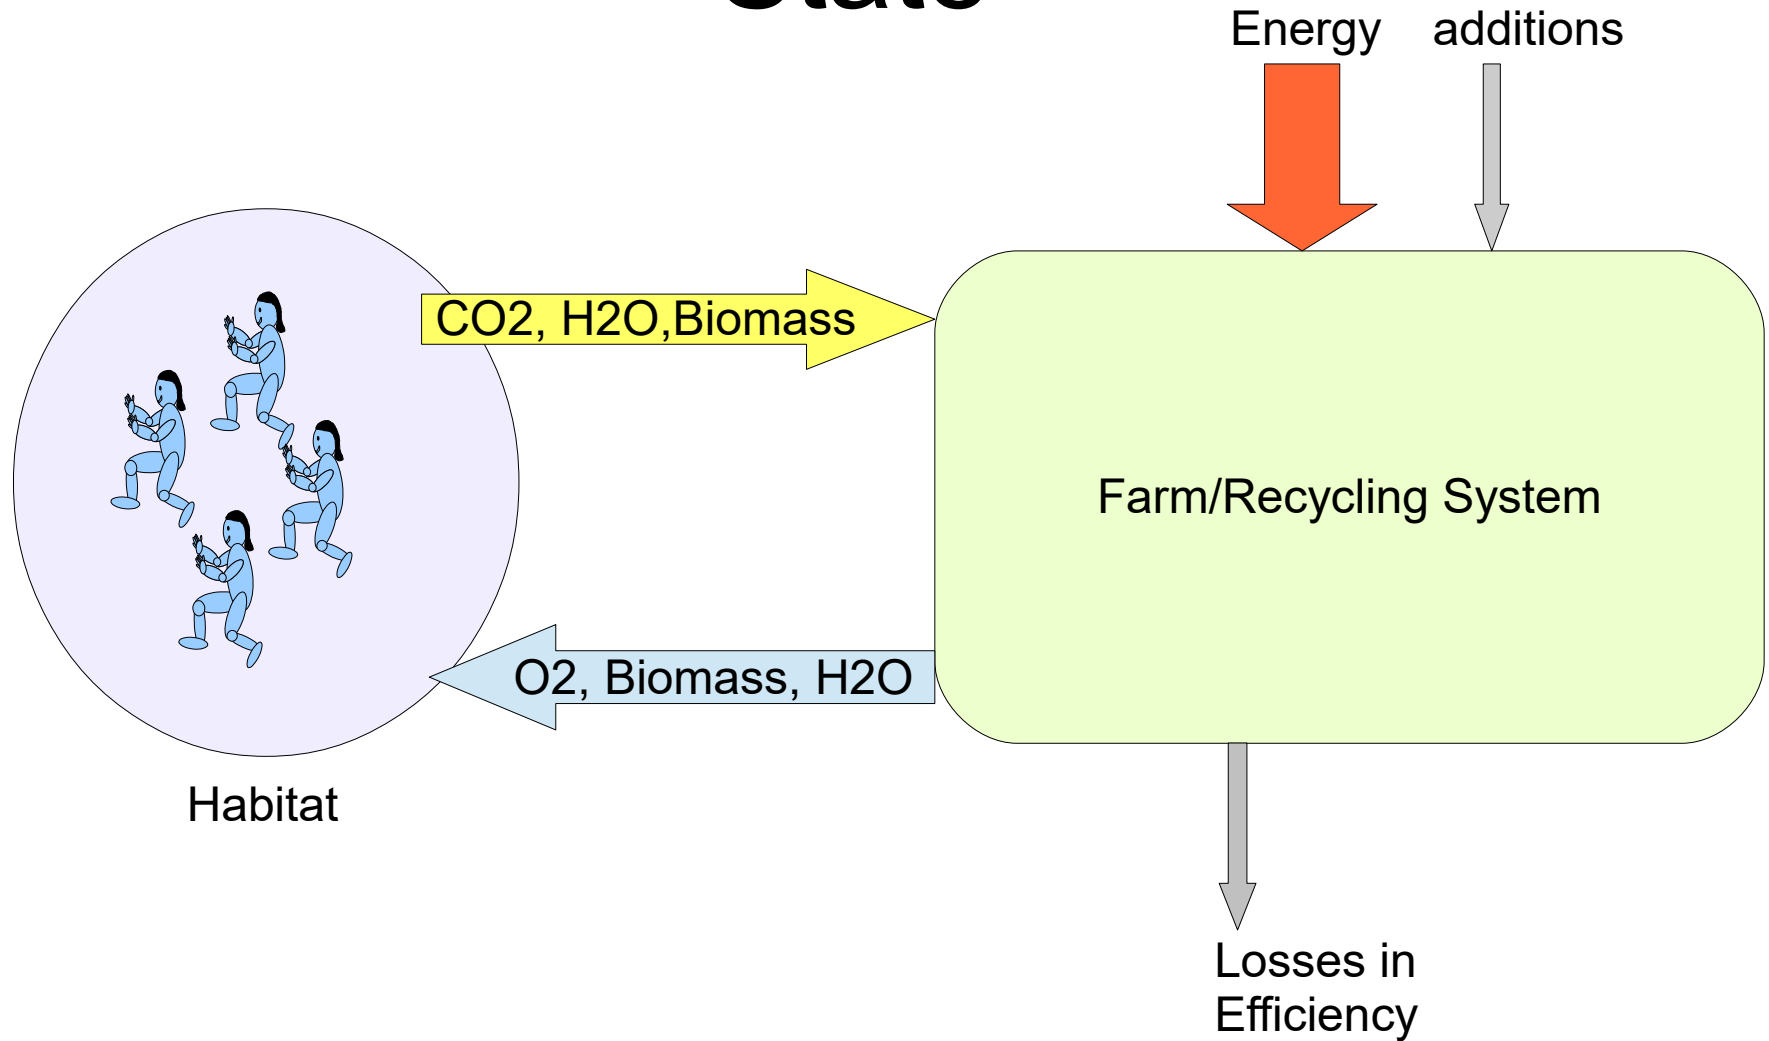 Energy additions
CO2, H2O,Biomass
Farm/Recycling System
O2, Biomass, H2O
Habitat
Losses in
Efficiency